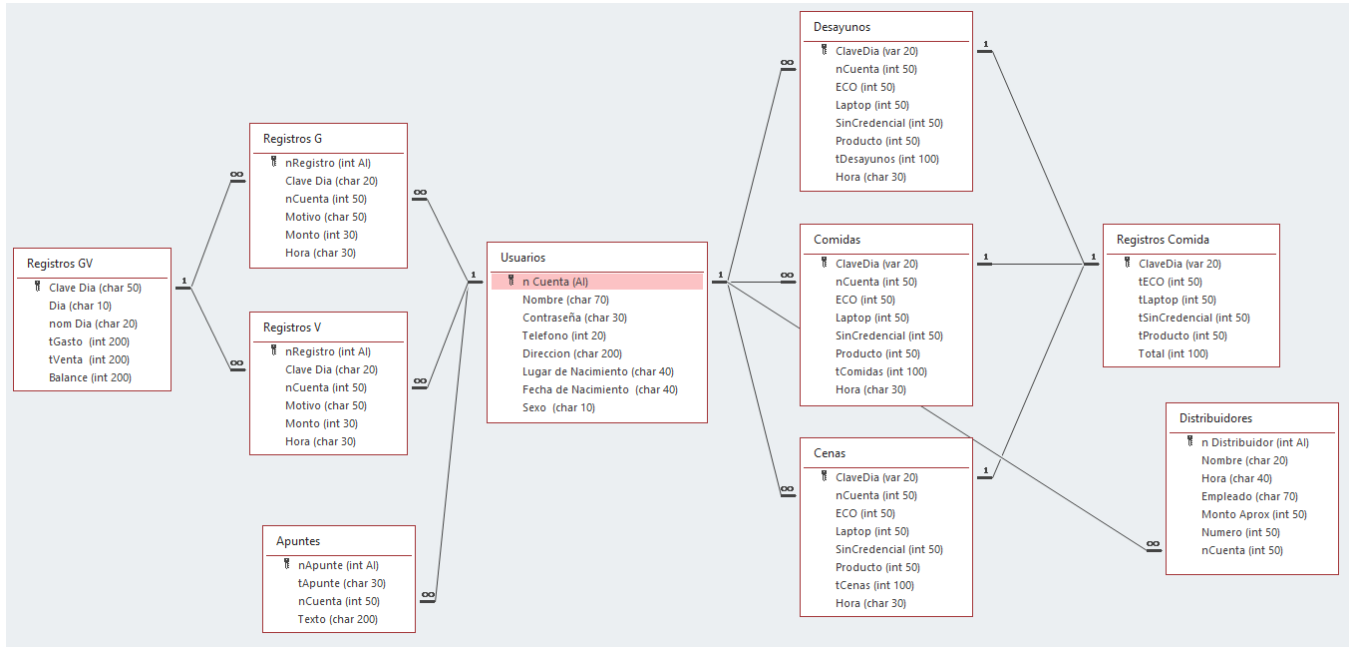 Registros GV
Clave Dia (char 50)
Dia (char 10)
nom Dia (char 20)
tGasto (int 200)
tVenta (int 200)
Balance (int 200)
1
∞
∞
Registros G
nRegistro (int AI)
Clave Dia (char 20)
nCuenta (int 50)
Motivo (char 50)
Monto (int 30)
Hora (char 30)
∞
Registros V
nRegistro (int AI)
Clave Dia (char 20)
nCuenta (int 50)
Motivo (char 50)
Monto (int 30)
Hora (char 30)
∞
Apuntes
nApunte (int AI)
tApunte (char 30)
nCuenta (int 50)
Texto (char 200)
∞
1
Usuarios
n Cuenta (AI)
Nombre (char 70)
Contraseña (char 30)
Telefono (int 20)
Direccion (char 200)
Lugar de Nacimiento (char 40)
Fecha de Nacimiento (char 40)
Sexo (char 10)
1
∞
Desayunos
ClaveDia (var 20)
nCuenta (int 50)
ECO (int 50)
Laptop (int 50)
SinCredencial (int 50)
Producto (int 50)
tDesayunos (int 100)
Hora (char 30)
1
∞
Comidas
ClaveDia (var 20)
nCuenta (int 50)
ECO (int 50)
Laptop (int 50)
SinCredencial (int 50)
Producto (int 50)
tComidas (int 100)
Hora (char 30)
1
∞
Cenas
ClaveDia (var 20)
nCuenta (int 50)
ECO (int 50)
Laptop (int 50)
SinCredencial (int 50)
Producto (int 50)
tCenas (int 100)
Hora (char 30)
1
1
Registros Comida
ClaveDia (var 20)
tECO (int 50)
tLaptop (int 50)
tSinCredencial (int 50)
tProducto (int 50)
Total (int 100)
∞
Distribuidores
n Distribuidor (int AI)
Nombre (char 20)
Hora (char 40)
Empleado (char 70)
Monto Aprox (int 50)
Numero (int 50)
nCuenta (int 50)